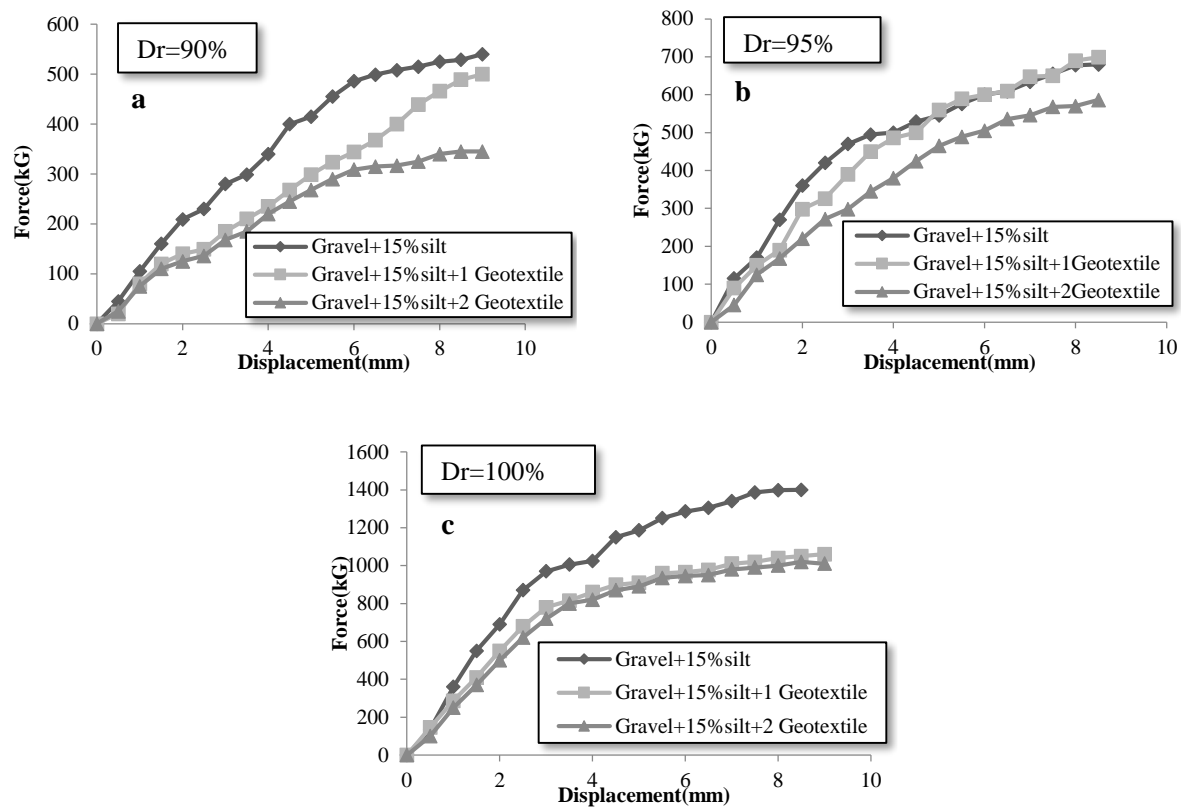 Dr=90%
a
Force(kG)
600
500
400
300
200
100
0
0 2 4 6 8 10
Displacement(mm)
Gravel+15%silt
Gravel+15%silt+1 Geotextile
Gravel+15%silt+2 Geotextile
Dr=95%
b
Force(kG)
800
700
600
500
400
300
200
100
0
0 2 4 6 8 10
Displacement(mm)
Gravel+15%silt
Gravel+15%silt+1Geotextile
Gravel+15%silt+2Geotextile
Dr=100%
c
Force(kG)
1600
1400
1200
1000
800
600
400
200
0
0 2 4 6 8 10
Displacement(mm)
Gravel+15%silt
Gravel+15%silt+1 Geotextile
Gravel+15%silt+2 Geotextile